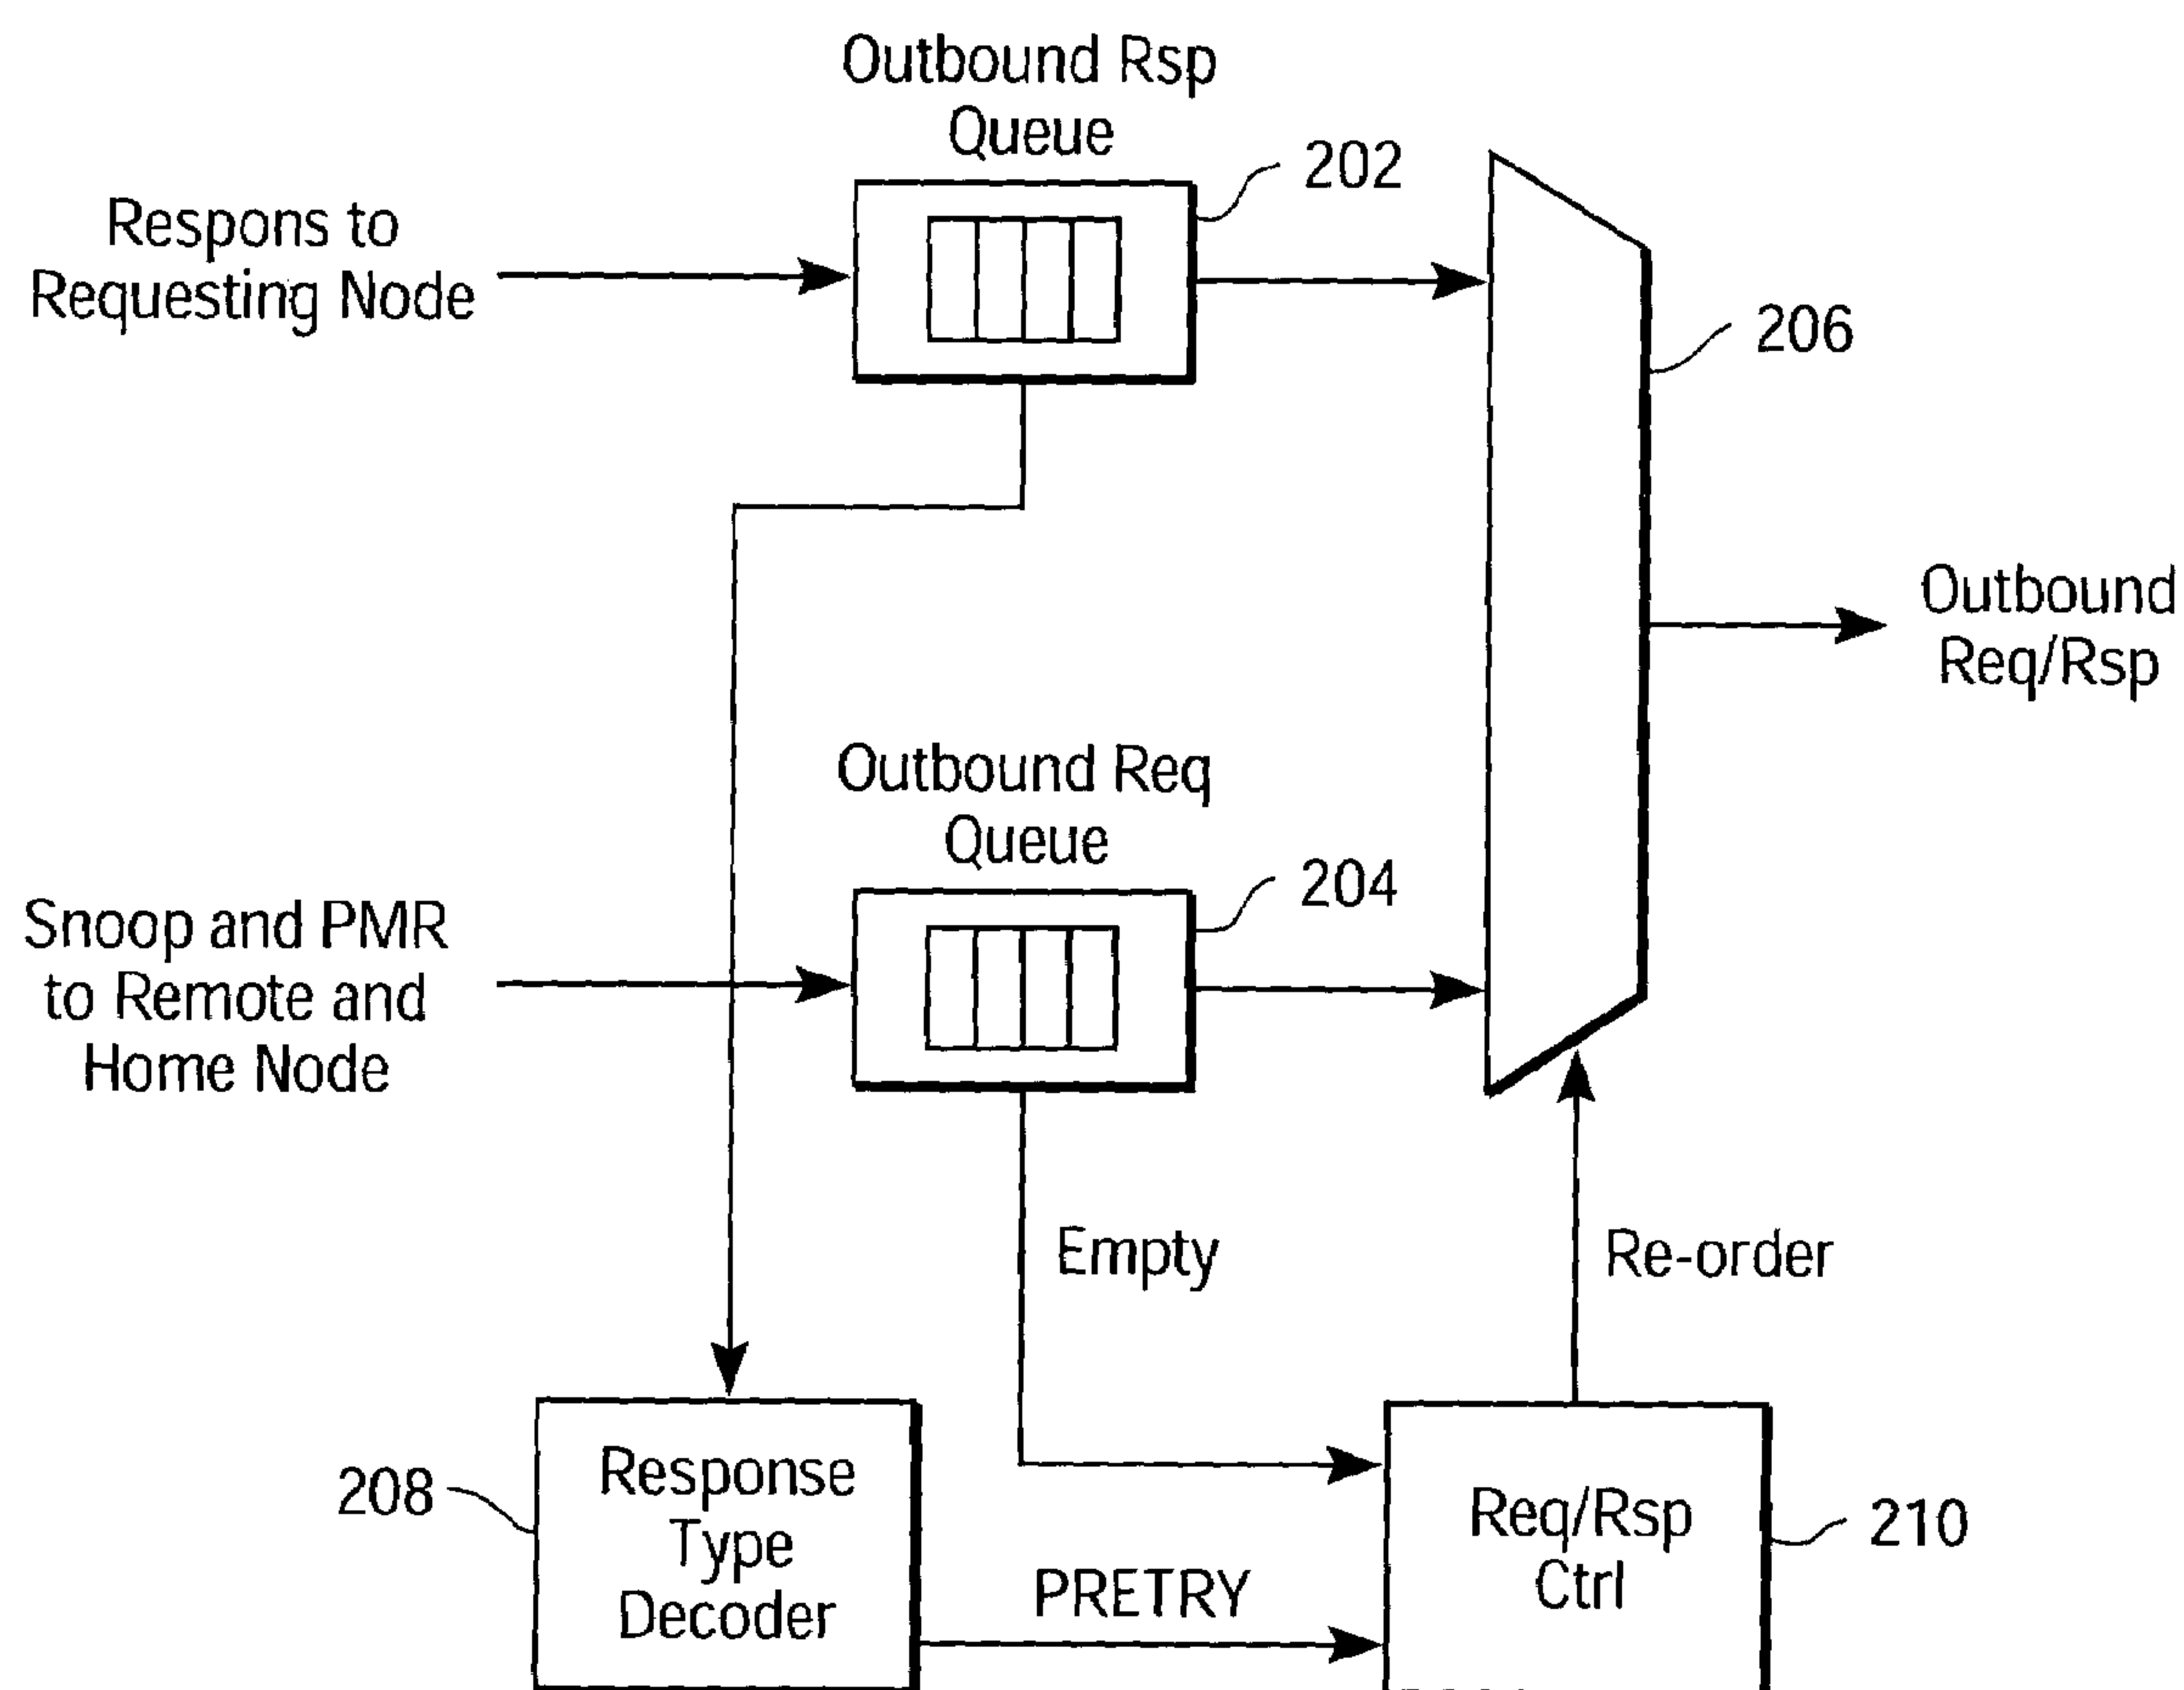 Outbound Rsp
Queue
202
Respons to
Requesting Node
206
Outbound
Req/Rsp
Outbound Req
Queue
204
Snoop and PMR
to Remote and
Home Node
Empty
Re-order
208
Response
Type
Decoder
PRETRY
Req/Rsp
Ctrl
210